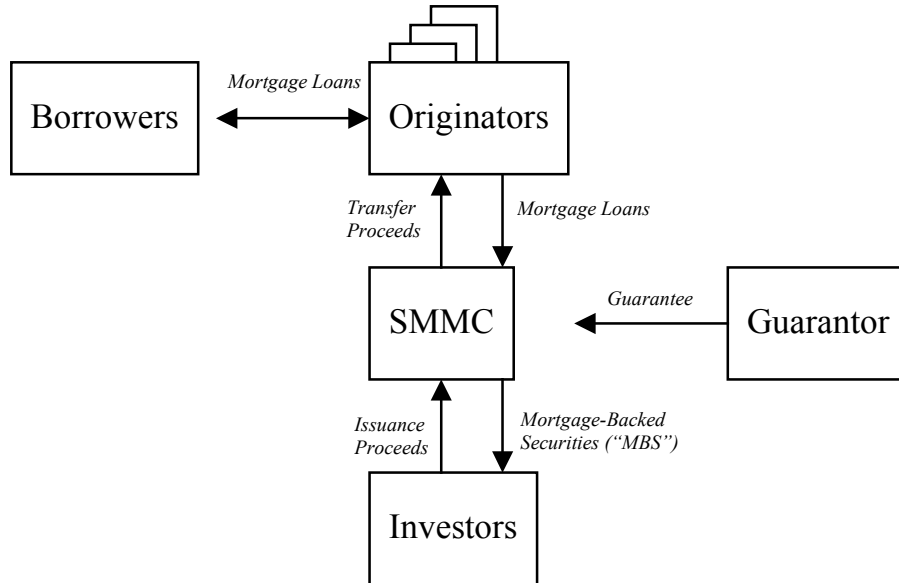 Mortgage Loans
Borrowers
Originators
Transfer
Proceeds
Mortgage Loans
SMMC
Guarantee
Guarantor
Issuance
Proceeds
Mortgage-Backed
Securities (“MBS”)
Investors